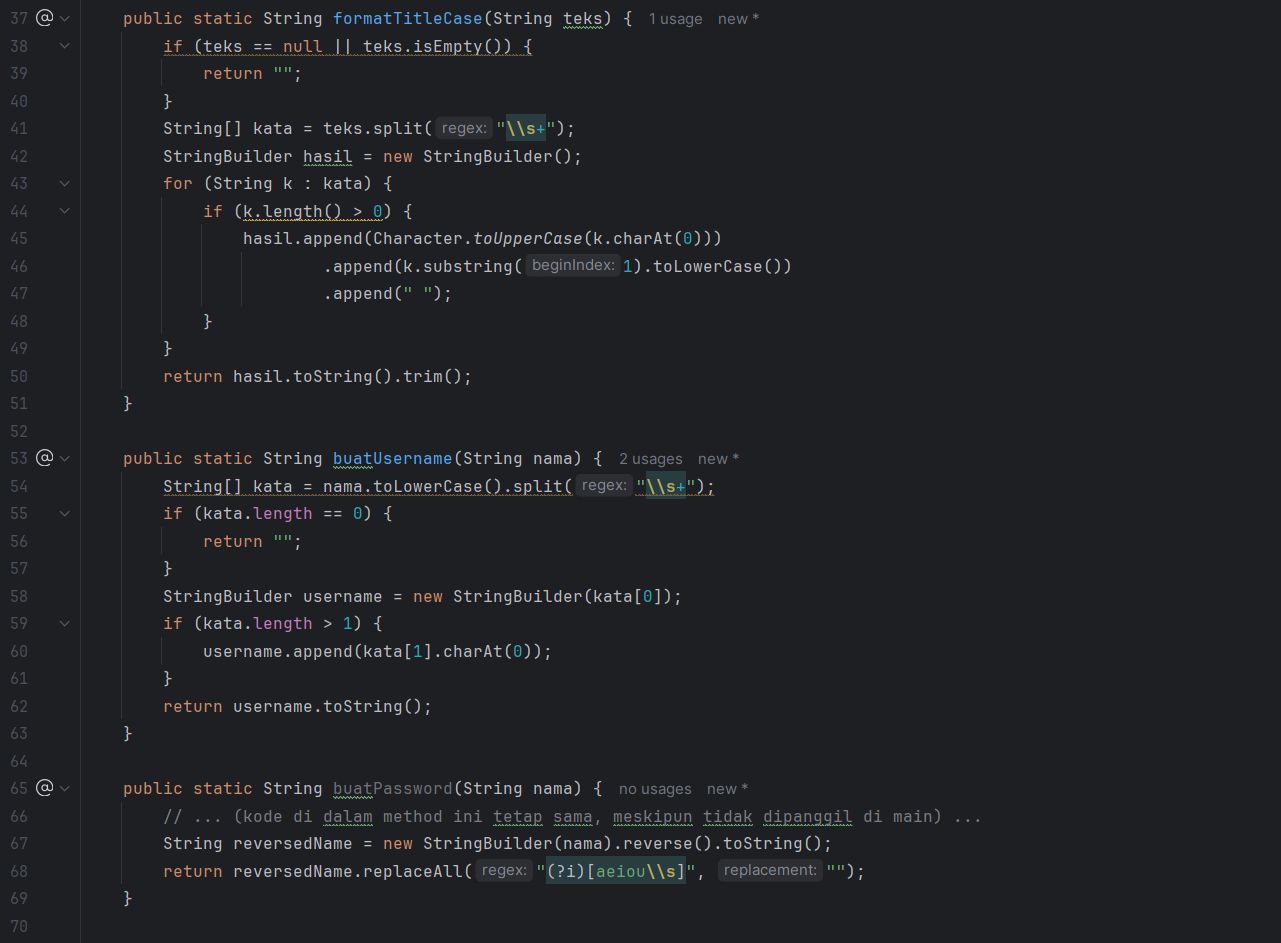 37 @ public static String formatTitleCase(String teks) { 1 usage new *
38 if (teks == null || teks.isEmpty()) {
39 return "";
40 }
41 String[] kata = teks.split( regex: "\\s+");
42 StringBuilder hasil = new StringBuilder();
43 for (String k : kata) {
44 if (k.length() > 0) {
45 hasil.append(Character.toUpperCase(k.charAt(0)))
46 .append(k.substring( beginIndex: 1).toLowerCase())
47 .append(" ");
48 }
49 }
50 return hasil.toString().trim();
51 }
52
53 @ public static String buatUsername(String nama) { 2 usages new *
54 String[] kata = nama.toLowerCase().split( regex: "\\s+");
55 if (kata.length == 0) {
56 return "";
57 }
58 StringBuilder username = new StringBuilder(kata[0]);
59 if (kata.length > 1) {
60 username.append(kata[1].charAt(0));
61 }
62 return username.toString();
63 }
64
65 @ public static String buatPassword(String nama) { no usages new *
66 // ... (kode di dalam method ini tetap sama, meskipun tidak dipanggil di main) ...
67 String reversedName = new StringBuilder(nama).reverse().toString();
68 return reversedName.replaceAll( regex: "(?i)[aeiou\\s]", replacement: "");
69 }
70